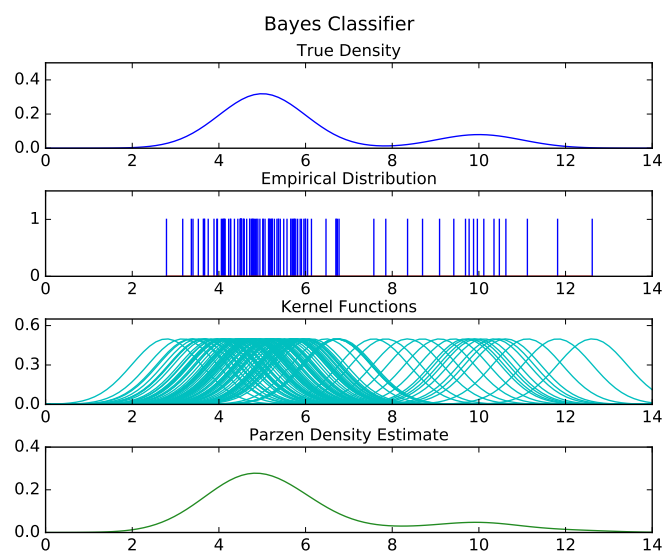 Bayes Classifier
True Density
0.4
0.2
0.0
0 2 4 6 8 10 12 14
Empirical Distribution
1
0
0 2 4 6 8 10 12 14
Kernel Functions
0.6
0.3
0.0
0 2 4 6 8 10 12 14
Parzen Density Estimate
0.4
0.2
0.0
0 2 4 6 8 10 12 14